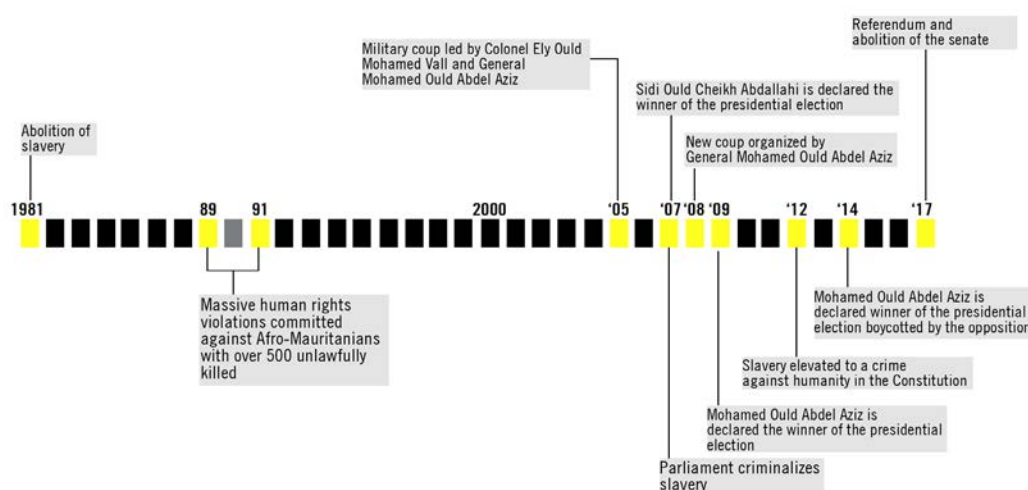 Referendum and
abolition of the senate
Military coup led by Colonel Ely Ould
Mohamed Vall and General
Mohamed Ould Abdel Aziz
Sidi Ould Cheikh Abdallahi is declared the
winner of the presidential election
Abolition of
slavery
New coup organized by
General Mohamed Ould Abdel Aziz
1981 89 91 2000 '05 '07 '08 '09 '12 '14 '17
Massive human rights
violations committed
against Afro-Mauritanians
with over 500 unlawfully
killed
Mohamed Ould Abdel Aziz is
declared winner of the presidential
election boycotted by the opposition
Slavery elevated to a crime
against humanity in the Constitution
Mohamed Ould Abdel Aziz is
declared the winner of the presidential
election
Parliament criminalizes
slavery